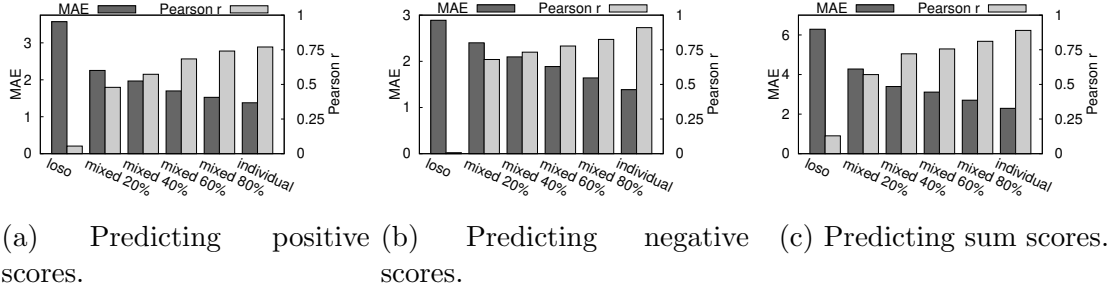 MAE Pearson r
3
2
1
0
MAE
1
0.75
0.5
0.25
0
Pearson r
loso
mixed 20%
mixed 40%
mixed 60%
mixed 80%
individual
(a) Predicting positive
scores.
MAE Pearson r
3
2
1
0
MAE
1
0.75
0.5
0.25
0
Pearson r
loso
mixed 20%
mixed 40%
mixed 60%
mixed 80%
individual
(b) Predicting negative
scores.
MAE Pearson r
6
4
2
0
MAE
1
0.75
0.5
0.25
0
Pearson r
loso
mixed 20%
mixed 40%
mixed 60%
mixed 80%
individual
(c) Predicting sum scores.